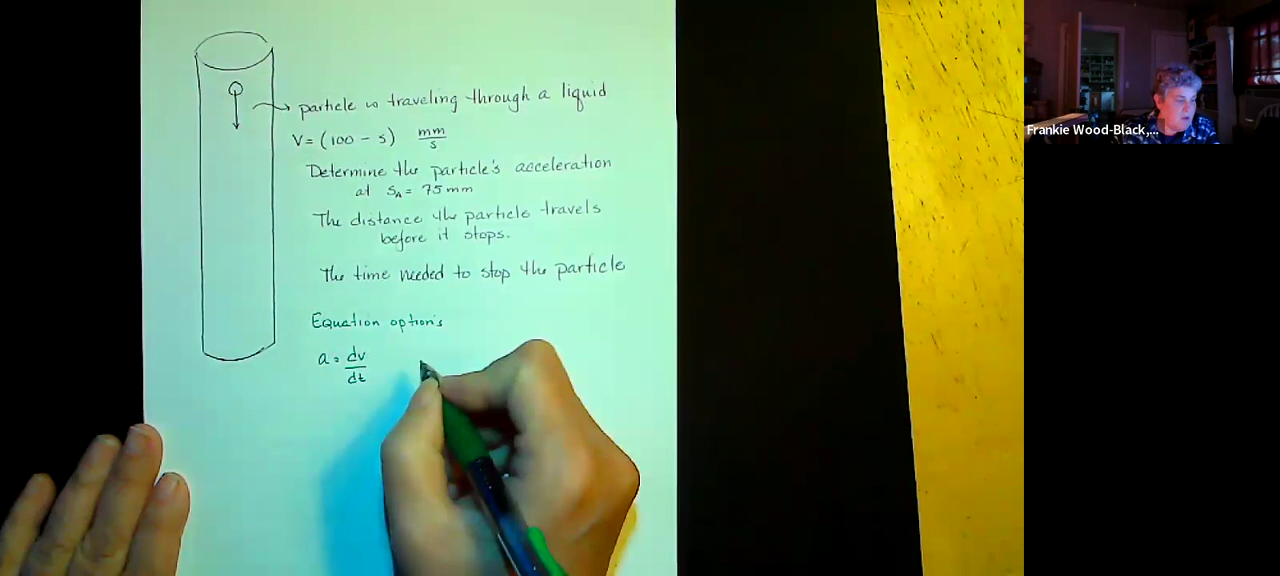 particle is traveling through a liquid
V = (100 - s) mm/s
Determine the particle's acceleration
at SA = 75 mm
The distance the particle travels
before it stops.
The time needed to stop the particle
Equation option's
a = dv/dt
Frankie Wood-Black,...